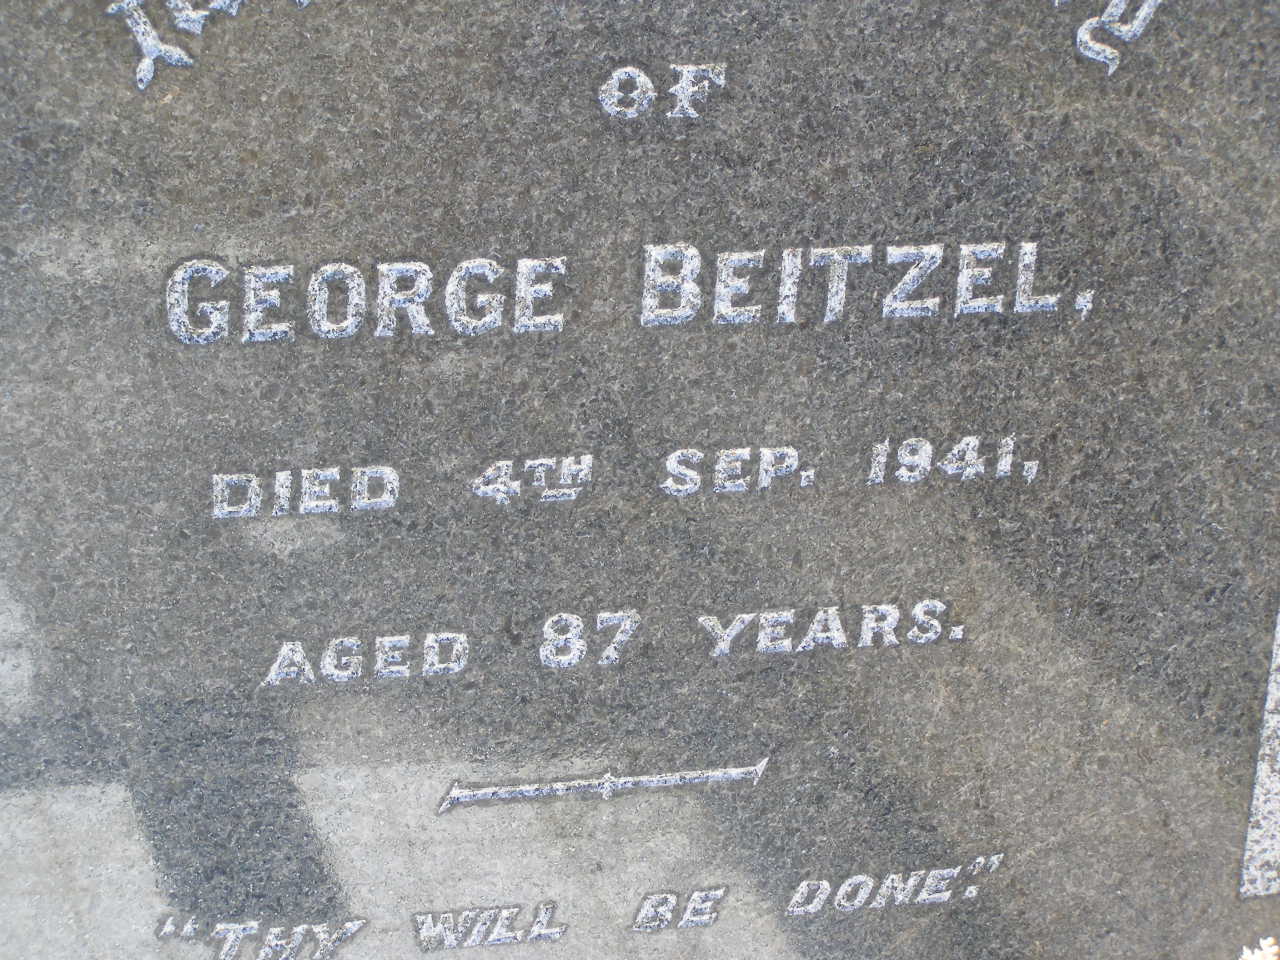 OF
GEORGE BEITZEL,
DIED 4TH SEP. 1941,
AGED 87 YEARS.
"THY WILL BE DONE."